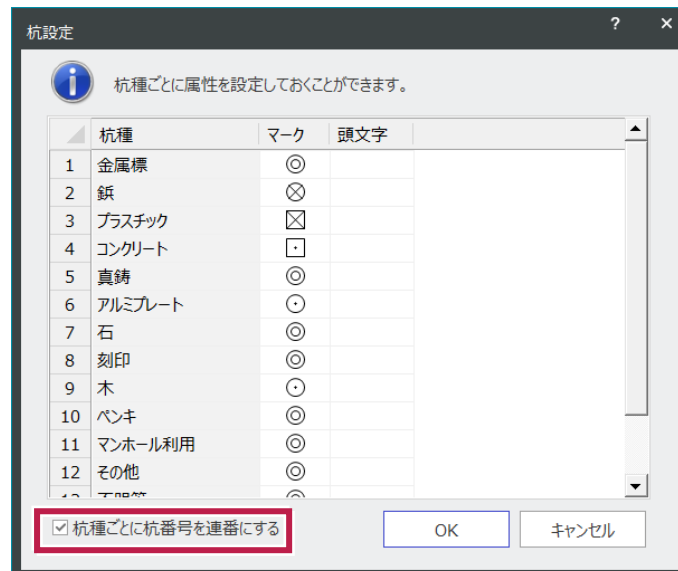 杭設定
? ×
杭種ごとに属性を設定しておくことができます。
杭種 マーク 頭文字
1 金属標 ◎
2 鋲 ⊗
3 プラスチック ☒
4 コンクリート ⊡
5 真鋳 ◎
6 アルミプレート ⊙
7 石 ◎
8 刻印 ◎
9 木 ⊙
10 ペンキ ◎
11 マンホール利用 ◎
12 その他 ◎
杭種ごとに杭番号を連番にする OK キャンセル